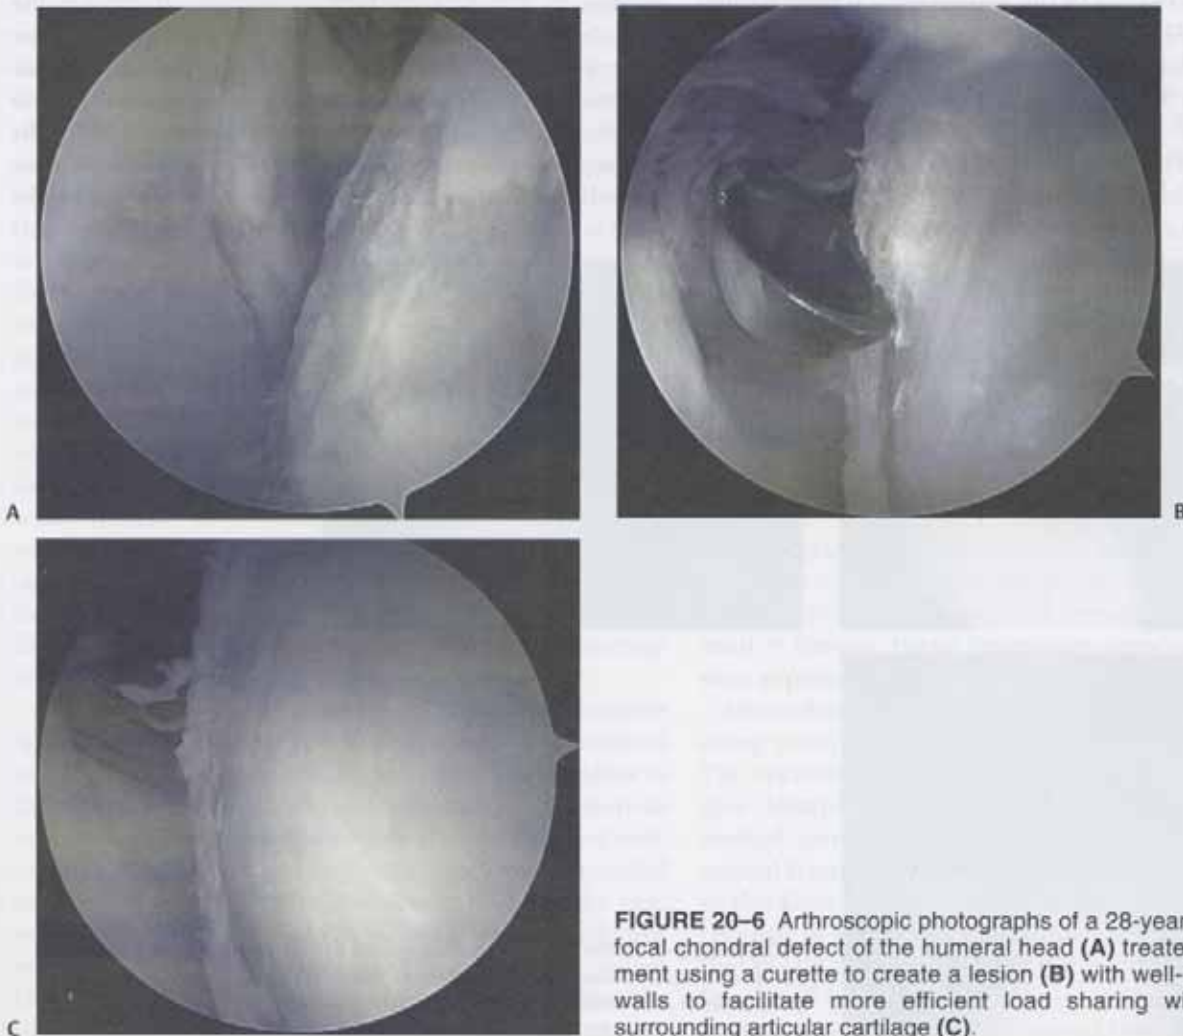 A
B
C
FIGURE 20–6 Arthroscopic photographs of a 28-year
focal chondral defect of the humeral head (A) treate
ment using a curette to create a lesion (B) with well-
walls to facilitate more efficient load sharing wi
surrounding articular cartilage (C).